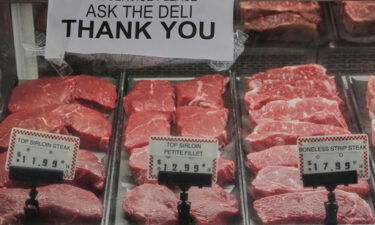 ASK THE DELI
THANK YOU
TOP SIRLOIN STEAK
$11.99
TOP SIRLOIN
PETITE FILLET
$12.99
BONELESS STRIP STEAK
$17.99